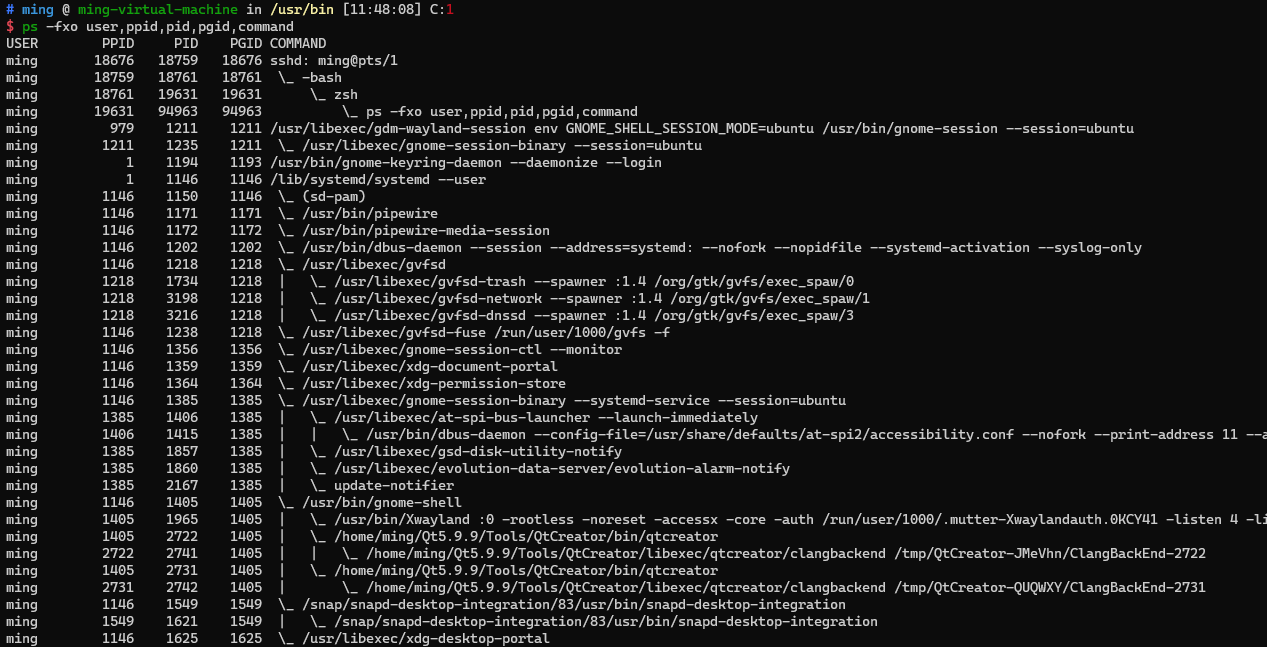 # ming @ ming-virtual-machine in /usr/bin [11:48:08] C:1
$ ps -fxo user,ppid,pid,pgid,command
USER        PPID     PID    PGID COMMAND
ming       18676   18759   18676 sshd: ming@pts/1
ming       18759   18761   18761  \_ -bash
ming       18761   19631   19631      \_ zsh
ming       19631   94963   94963          \_ ps -fxo user,ppid,pid,pgid,command
ming         979    1211    1211 /usr/libexec/gdm-wayland-session env GNOME_SHELL_SESSION_MODE=ubuntu /usr/bin/gnome-session --session=ubuntu
ming        1211    1235    1211  \_ /usr/libexec/gnome-session-binary --session=ubuntu
ming           1    1194    1193 /usr/bin/gnome-keyring-daemon --daemonize --login
ming           1    1146    1146 /lib/systemd/systemd --user
ming        1146    1150    1146  \_ (sd-pam)
ming        1146    1171    1171  \_ /usr/bin/pipewire
ming        1146    1172    1172  \_ /usr/bin/pipewire-media-session
ming        1146    1202    1202  \_ /usr/bin/dbus-daemon --session --address=systemd: --nofork --nopidfile --systemd-activation --syslog-only
ming        1146    1218    1218  \_ /usr/libexec/gvfsd
ming        1218    1734    1218  |   \_ /usr/libexec/gvfsd-trash --spawner :1.4 /org/gtk/gvfs/exec_spaw/0
ming        1218    3198    1218  |   \_ /usr/libexec/gvfsd-network --spawner :1.4 /org/gtk/gvfs/exec_spaw/1
ming        1218    3216    1218  |   \_ /usr/libexec/gvfsd-dnssd --spawner :1.4 /org/gtk/gvfs/exec_spaw/3
ming        1146    1238    1218  \_ /usr/libexec/gvfsd-fuse /run/user/1000/gvfs -f
ming        1146    1356    1356  \_ /usr/libexec/gnome-session-ctl --monitor
ming        1146    1359    1359  \_ /usr/libexec/xdg-document-portal
ming        1146    1364    1364  \_ /usr/libexec/xdg-permission-store
ming        1146    1385    1385  \_ /usr/libexec/gnome-session-binary --systemd-service --session=ubuntu
ming        1385    1406    1385  |   \_ /usr/libexec/at-spi-bus-launcher --launch-immediately
ming        1406    1415    1385  |   |   \_ /usr/bin/dbus-daemon --config-file=/usr/share/defaults/at-spi2/accessibility.conf --nofork --print-address 11 --a
ming        1385    1857    1385  |   \_ /usr/libexec/gsd-disk-utility-notify
ming        1385    1860    1385  |   \_ /usr/libexec/evolution-data-server/evolution-alarm-notify
ming        1385    2167    1385  |   \_ update-notifier
ming        1146    1405    1405  \_ /usr/bin/gnome-shell
ming        1405    1965    1405  |   \_ /usr/bin/Xwayland :0 -rootless -noreset -accessx -core -auth /run/user/1000/.mutter-Xwaylandauth.0KCY41 -listen 4 -li
ming        1405    2722    1405  |   \_ /home/ming/Qt5.9.9/Tools/QtCreator/bin/qtcreator
ming        2722    2741    1405  |   |   \_ /home/ming/Qt5.9.9/Tools/QtCreator/libexec/qtcreator/clangbackend /tmp/QtCreator-JMeVhn/ClangBackEnd-2722
ming        1405    2731    1405  |   \_ /home/ming/Qt5.9.9/Tools/QtCreator/bin/qtcreator
ming        2731    2742    1405  |       \_ /home/ming/Qt5.9.9/Tools/QtCreator/libexec/qtcreator/clangbackend /tmp/QtCreator-QUQWXY/ClangBackEnd-2731
ming        1146    1549    1549  \_ /snap/snapd-desktop-integration/83/usr/bin/snapd-desktop-integration
ming        1549    1621    1549  |   \_ /snap/snapd-desktop-integration/83/usr/bin/snapd-desktop-integration
ming        1146    1625    1625  \_ /usr/libexec/xdg-desktop-portal